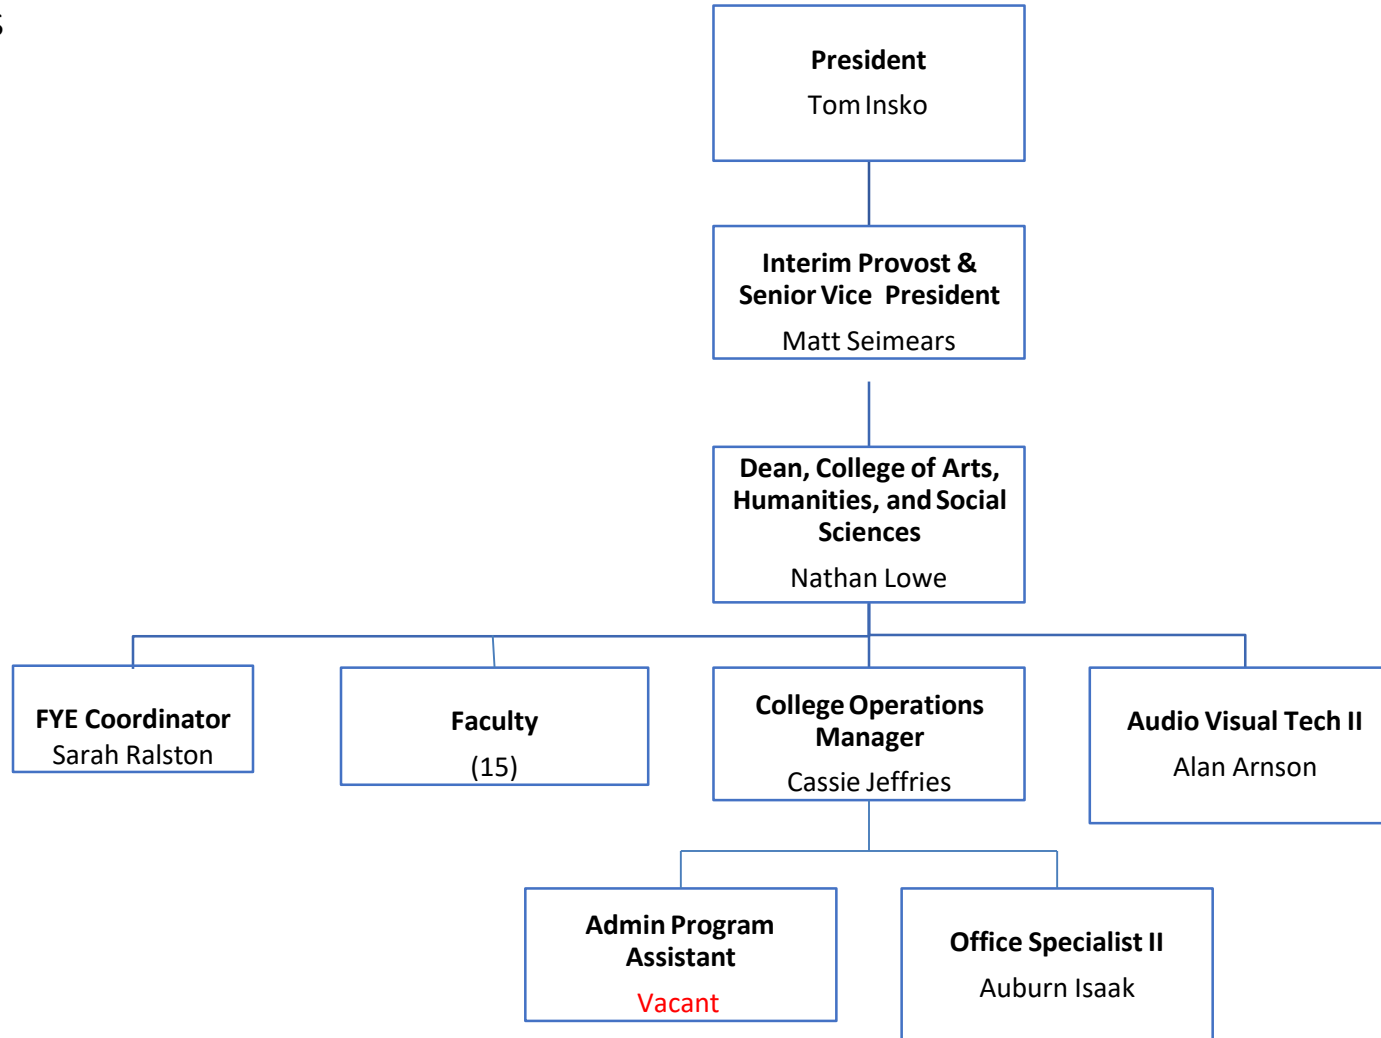 s
President
Tom Insko
Interim Provost &
Senior Vice President
Matt Seimears
Dean, College of Arts,
Humanities, and Social
Sciences
Nathan Lowe
FYE Coordinator
Sarah Ralston
Faculty
(15)
College Operations
Manager
Cassie Jeffries
Audio Visual Tech II
Alan Arnson
Admin Program
Assistant
Vacant
Office Specialist II
Auburn Isaak